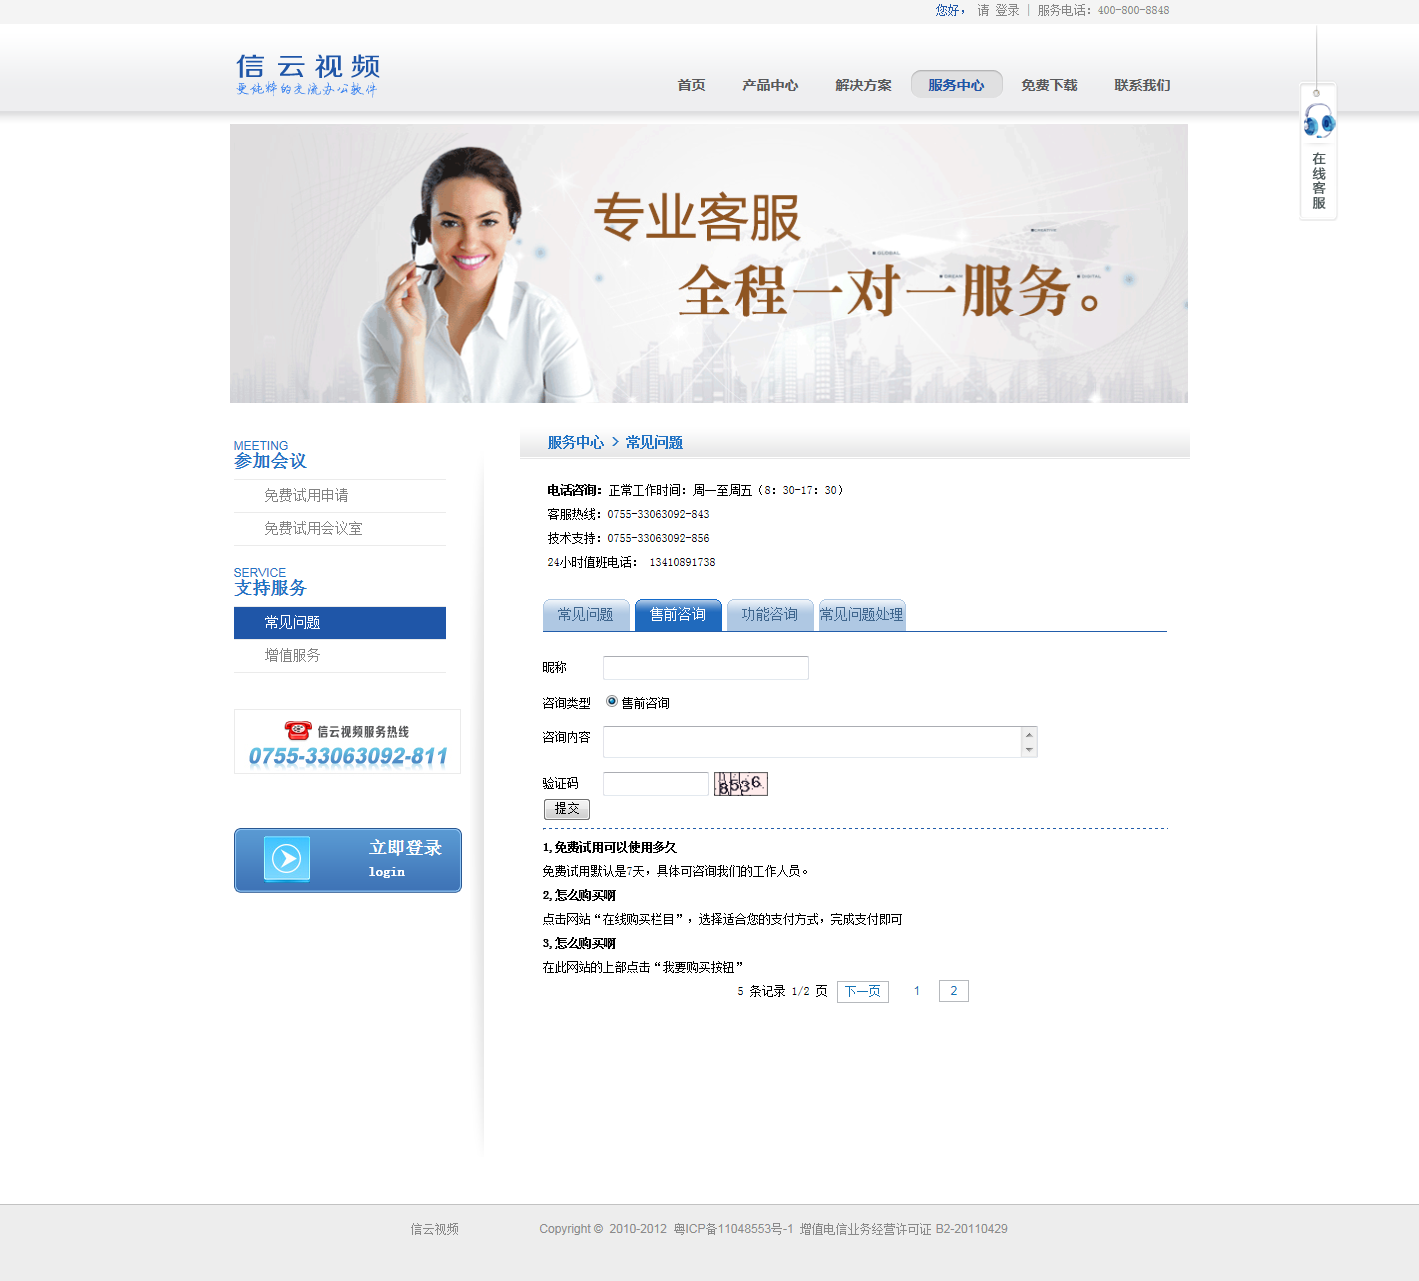 您好， 请 登录 | 服务电话：400-800-8848
信云视频
更纯粹的交流办公软件
首页 产品中心 解决方案 服务中心 免费下载 联系我们
在线客服
专业客服
全程一对一服务。
GLOBAL
DREAM
DIGITAL
MEETING
参加会议
免费试用申请
免费试用会议室
SERVICE
支持服务
常见问题
增值服务
信云视频服务热线
0755-33063092-811
立即登录
login
服务中心 > 常见问题
电话咨询：正常工作时间：周一至周五（8：30-17：30）
客服热线：0755-33063092-843
技术支持：0755-33063092-856
24小时值班电话： 13410891738
常见问题 售前咨询 功能咨询 常见问题处理
昵称
咨询类型 售前咨询
咨询内容
验证码 8536
提交
1,免费试用可以使用多久
免费试用默认是7天，具体可咨询我们的工作人员。
2,怎么购买啊
点击网站“在线购买栏目”，选择适合您的支付方式，完成支付即可
3,怎么购买啊
在此网站的上部点击“我要购买按钮”
5 条记录 1/2 页 下一页 1 2
信云视频 Copyright © 2010-2012 粤ICP备11048553号-1 增值电信业务经营许可证 B2-20110429